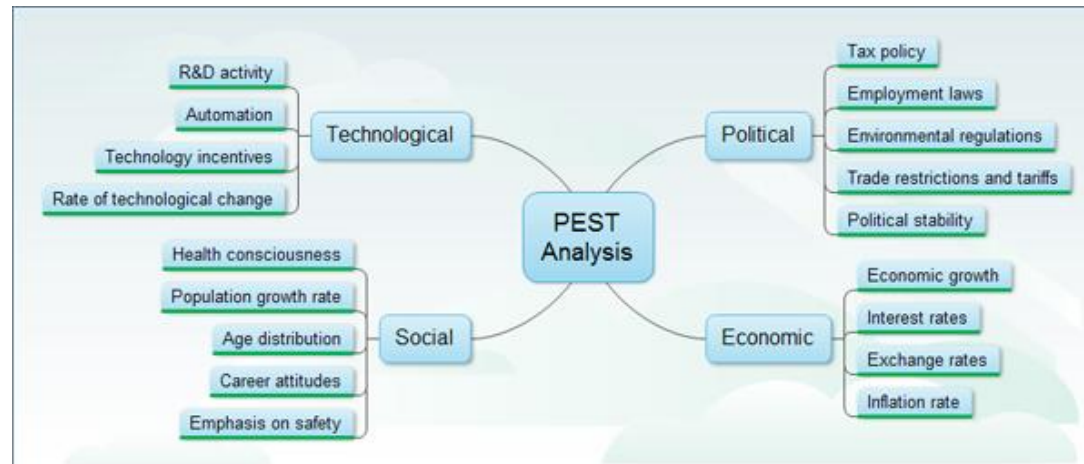 PEST
Analysis
Political
Tax policy
Employment laws
Environmental regulations
Trade restrictions and tariffs
Political stability
Economic
Economic growth
Interest rates
Exchange rates
Inflation rate
Social
Health consciousness
Population growth rate
Age distribution
Career attitudes
Emphasis on safety
Technological
R&D activity
Automation
Technology incentives
Rate of technological change